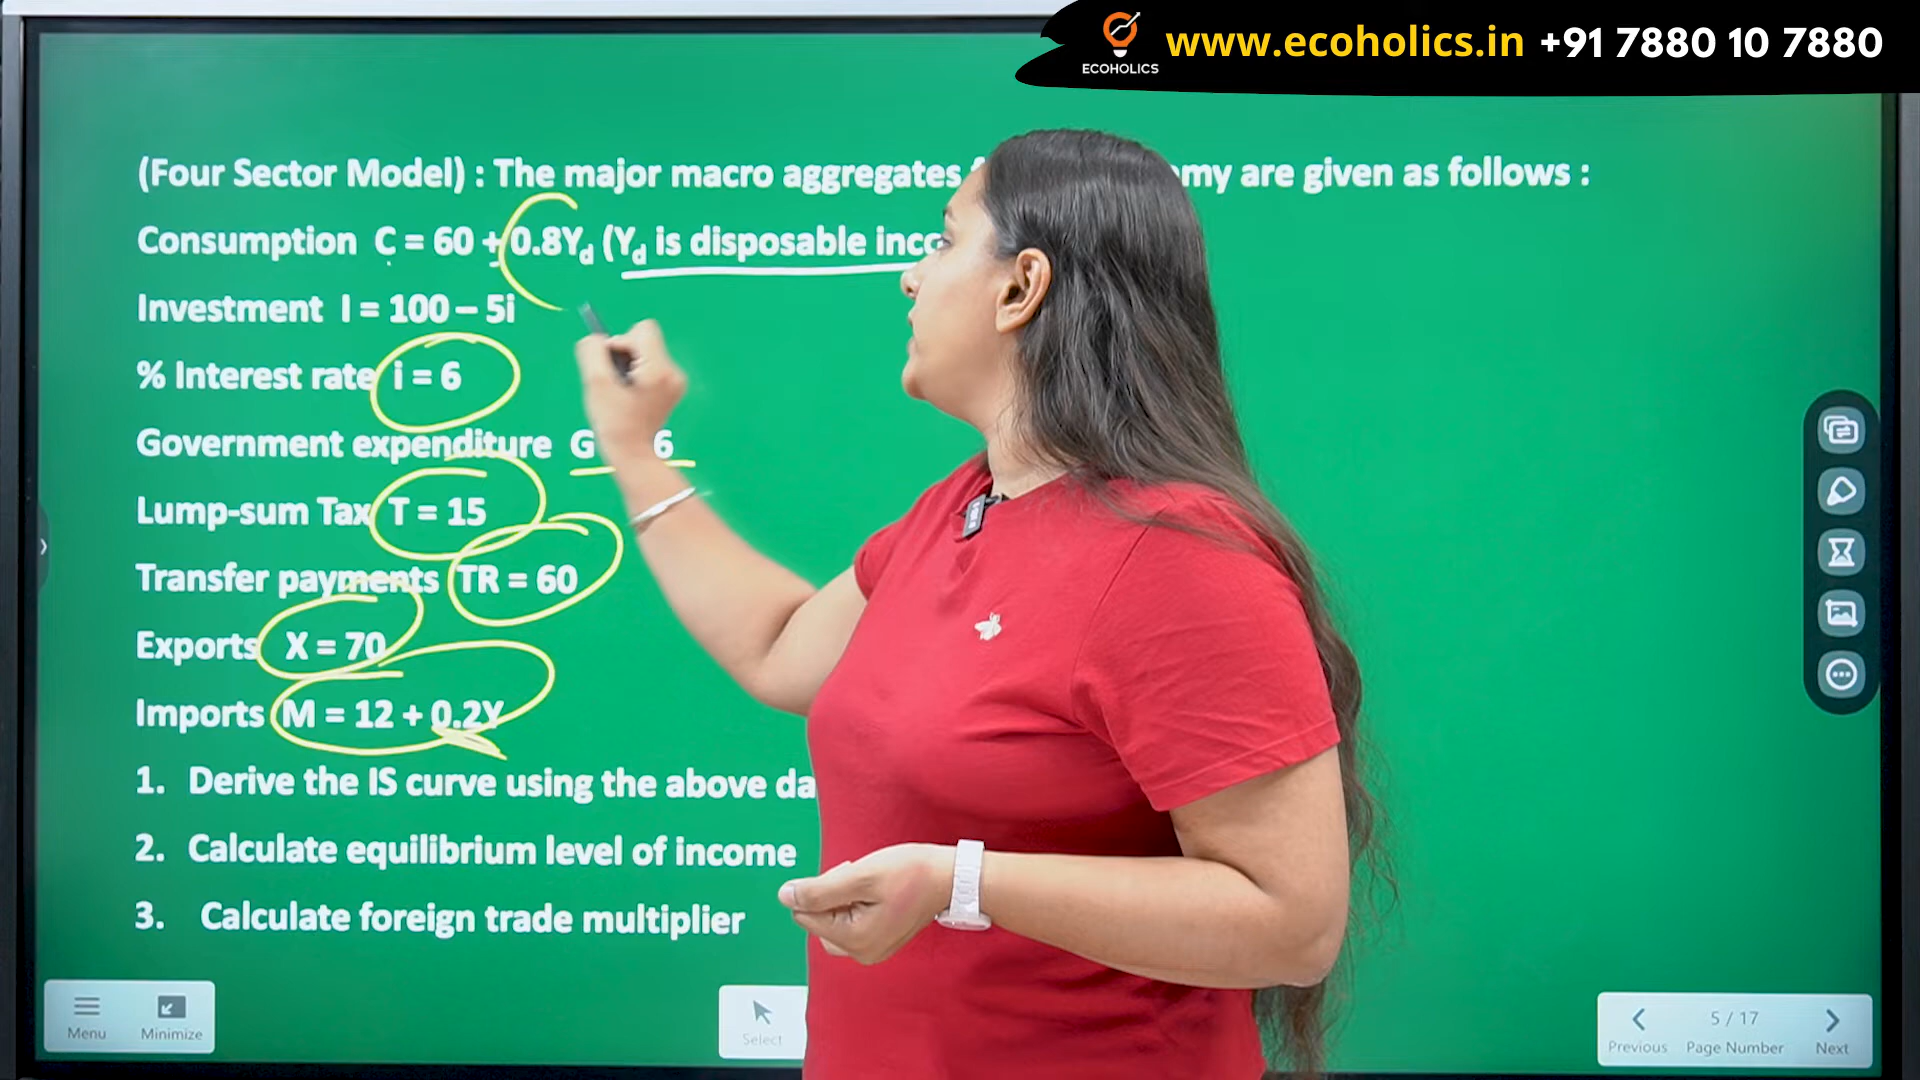 www.ecoholics.in +91 7880 10 7880
ECOHOLICS
(Four Sector Model) : The major macro aggregates are given as follows :
Consumption C = 60 + 0.8Yd (Yd is disposable
Investment I = 100 – 5i
% Interest rate i = 6
Government expenditure G 6
Lump-sum Tax T = 15
Transfer payments TR = 60
Exports X = 70
Imports M = 12 + 0.2Y
1. Derive the IS curve using the above
2. Calculate equilibrium level of income
3. Calculate foreign trade multiplier
Menu
Minimize
Select
Previous
5 / 17
Page Number
Next